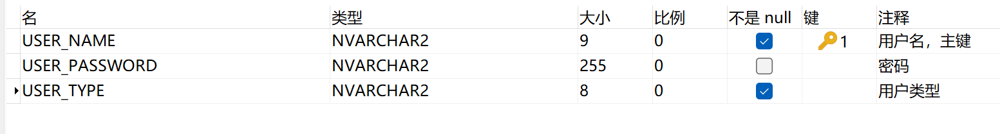 名 类型 大小 比例 不是 null 键 注释
USER_NAME NVARCHAR2 9 0 1 用户名，主键
USER_PASSWORD NVARCHAR2 255 0 密码
USER_TYPE NVARCHAR2 8 0 用户类型